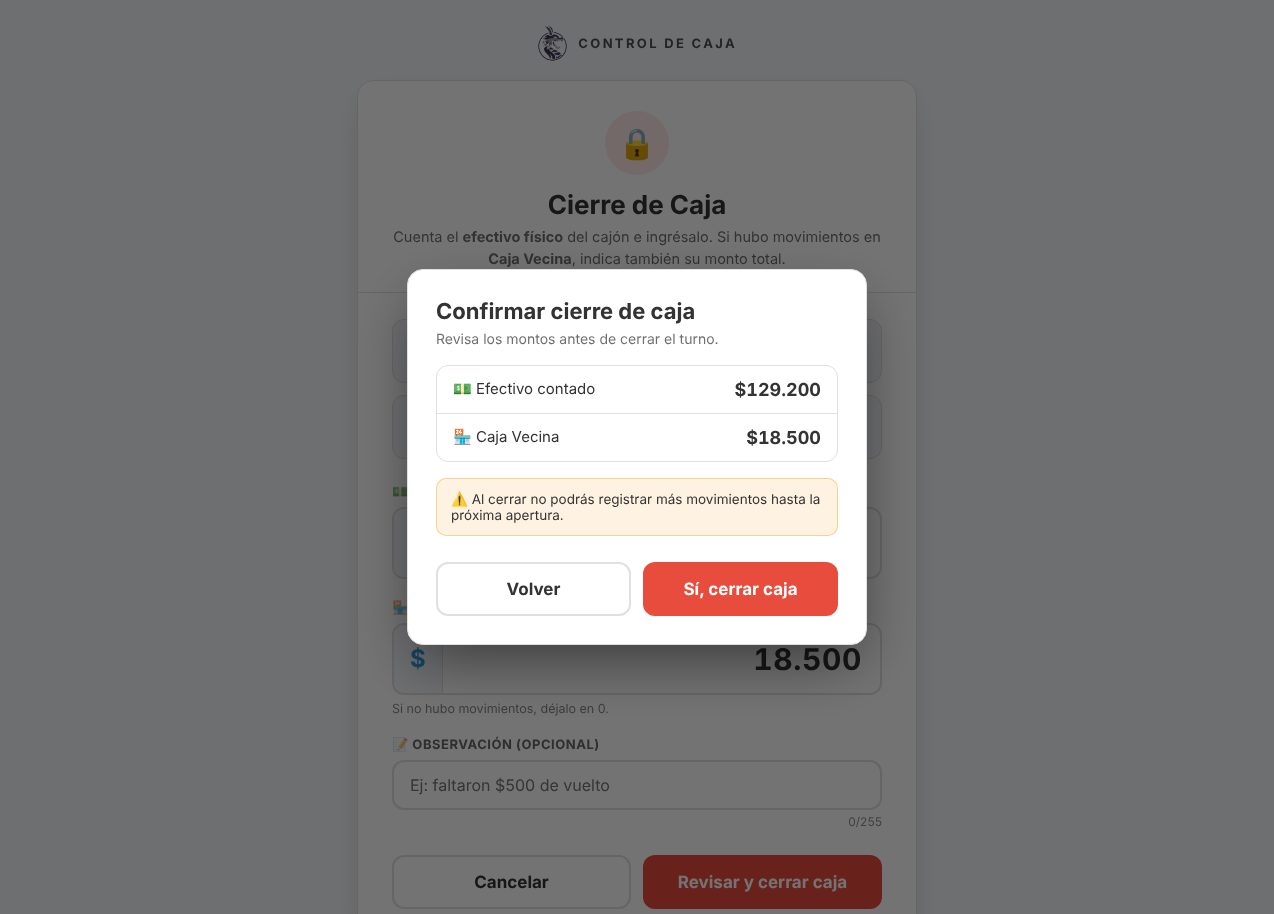 CONTROL DE CAJA
Cierre de Caja
Cuenta el efectivo físico del cajón e ingrésalo. Si hubo movimientos en
Caja Vecina, indica también su monto total.
Confirmar cierre de caja
Revisa los montos antes de cerrar el turno.
Efectivo contado $129.200
Caja Vecina $18.500
Al cerrar no podrás registrar más movimientos hasta la
próxima apertura.
Volver Sí, cerrar caja
$ 18.500
Si no hubo movimientos, déjalo en 0.
OBSERVACIÓN (OPCIONAL)
Ej: faltaron $500 de vuelto
0/255
Cancelar Revisar y cerrar caja